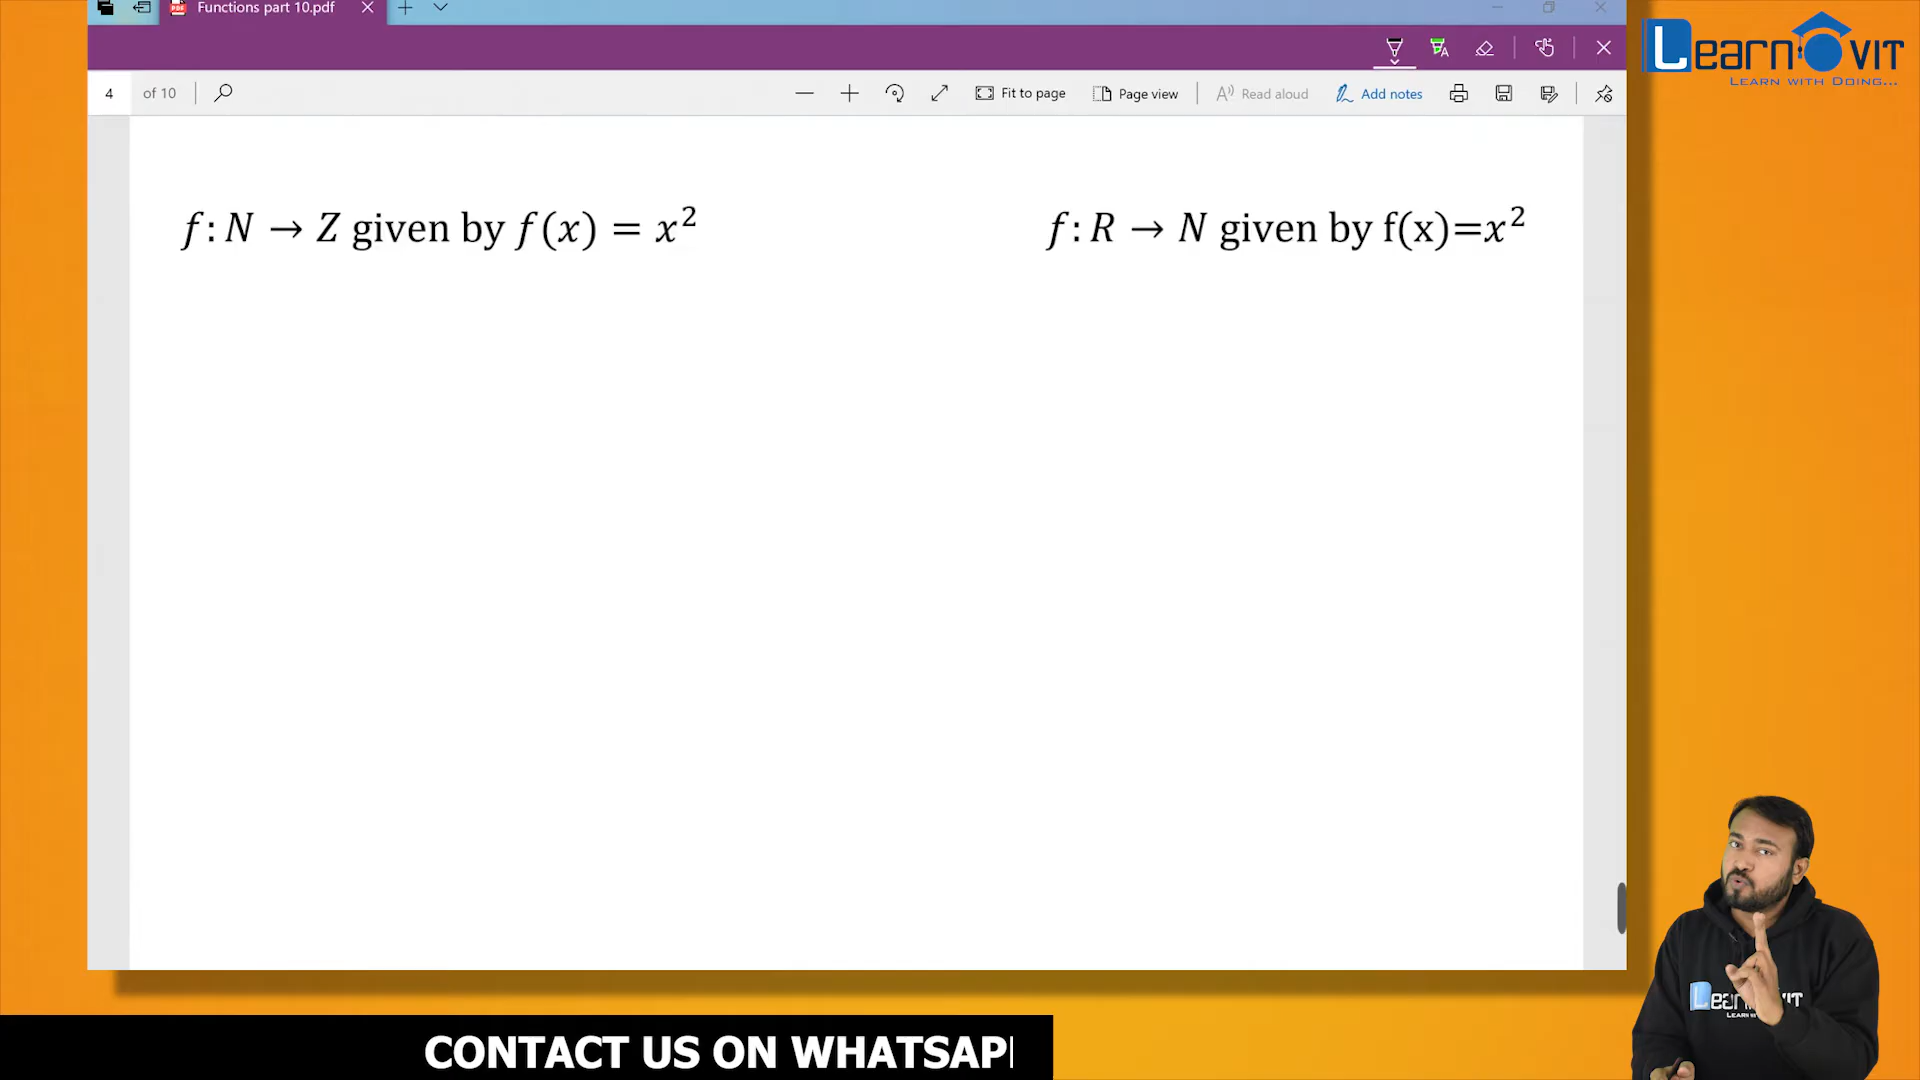 Functions part 10.pdf
4 of 10
Fit to page
Page view
Read aloud
Add notes
LearnOVIT
LEARN WITH DOING...
f: N → Z given by f(x) = x²
f: R → N given by f(x)=x²
CONTACT US ON WHATSAP